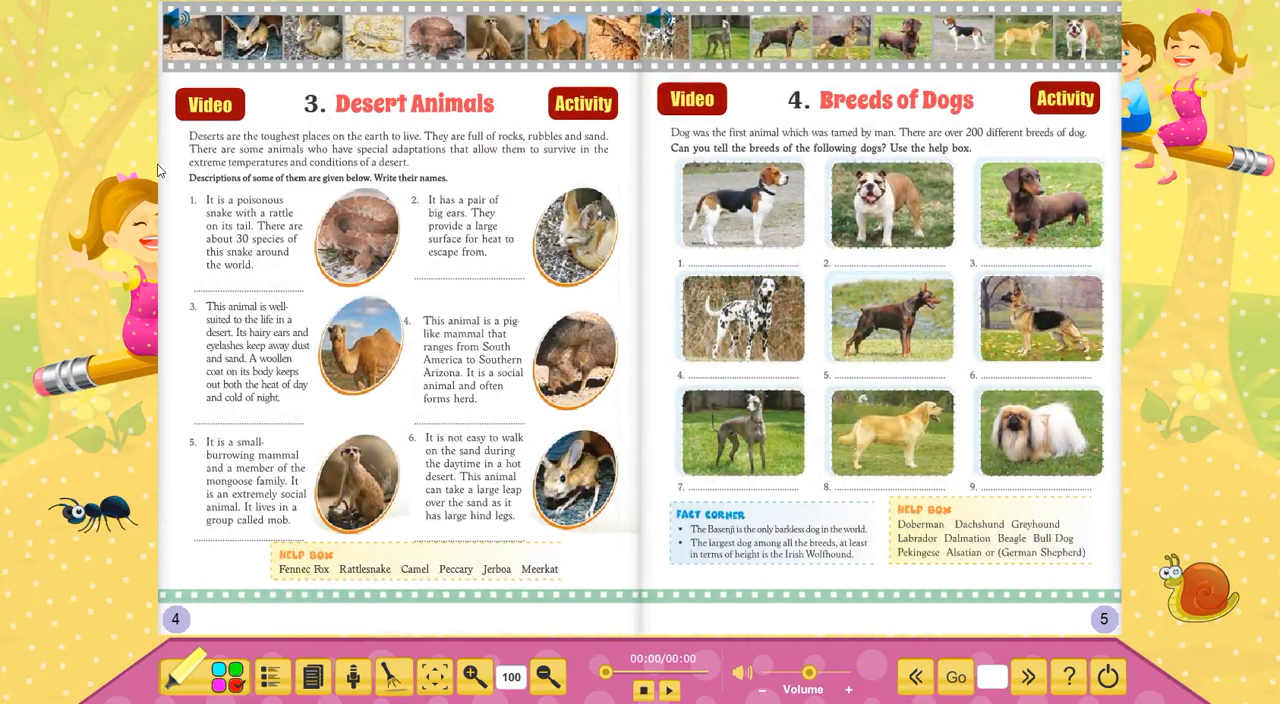 Video
3. Desert Animals
Activity
Deserts are the toughest places on the earth to live. They are full of rocks, rubbles and sand.
There are some animals who have special adaptations that allow them to survive in the
extreme temperatures and conditions of a desert.
Descriptions of some of them are given below. Write their names.
1. It is a poisonous
snake with a rattle
on its tail. There are
about 30 species of
this snake around
the world.
2. It has a pair of
big ears. They
provide a large
surface for heat to
escape from.
3. This animal is well-
suited to the life in a
desert. Its hairy ears and
eyelashes keep away dust
and sand. A woollen
coat on its body keeps
out both the heat of day
and cold of night.
4. This animal is a pig-
like mammal that
ranges from South
America to Southern
Arizona. It is a social
animal and often
forms herd.
5. It is a small-
burrowing mammal
and a member of the
mongoose family. It
is an extremely social
animal. It lives in a
group called mob.
6. It is not easy to walk
on the sand during
the daytime in a hot
desert. This animal
can take a large leap
over the sand as it
has large hind legs.
HELP BOX
Fennec Fox Rattlesnake Camel Peccary Jerboa Meerkat
4
Video
4. Breeds of Dogs
Activity
Dog was the first animal which was tamed by man. There are over 200 different breeds of dog.
Can you tell the breeds of the following dogs? Use the help box.
1. 2. 3.
4. 5. 6.
7. 8. 9.
FACT CORNER
• The Basenji is the only barkless dog in the world.
• The largest dog among all the breeds, at least
in terms of height is the Irish Wolfhound.
HELP BOX
Doberman Dachshund Greyhound
Labrador Dalmation Beagle Bull Dog
Pekingese Alsatian or (German Shepherd)
5
100
00:00/00:00
– Volume +
Go
?